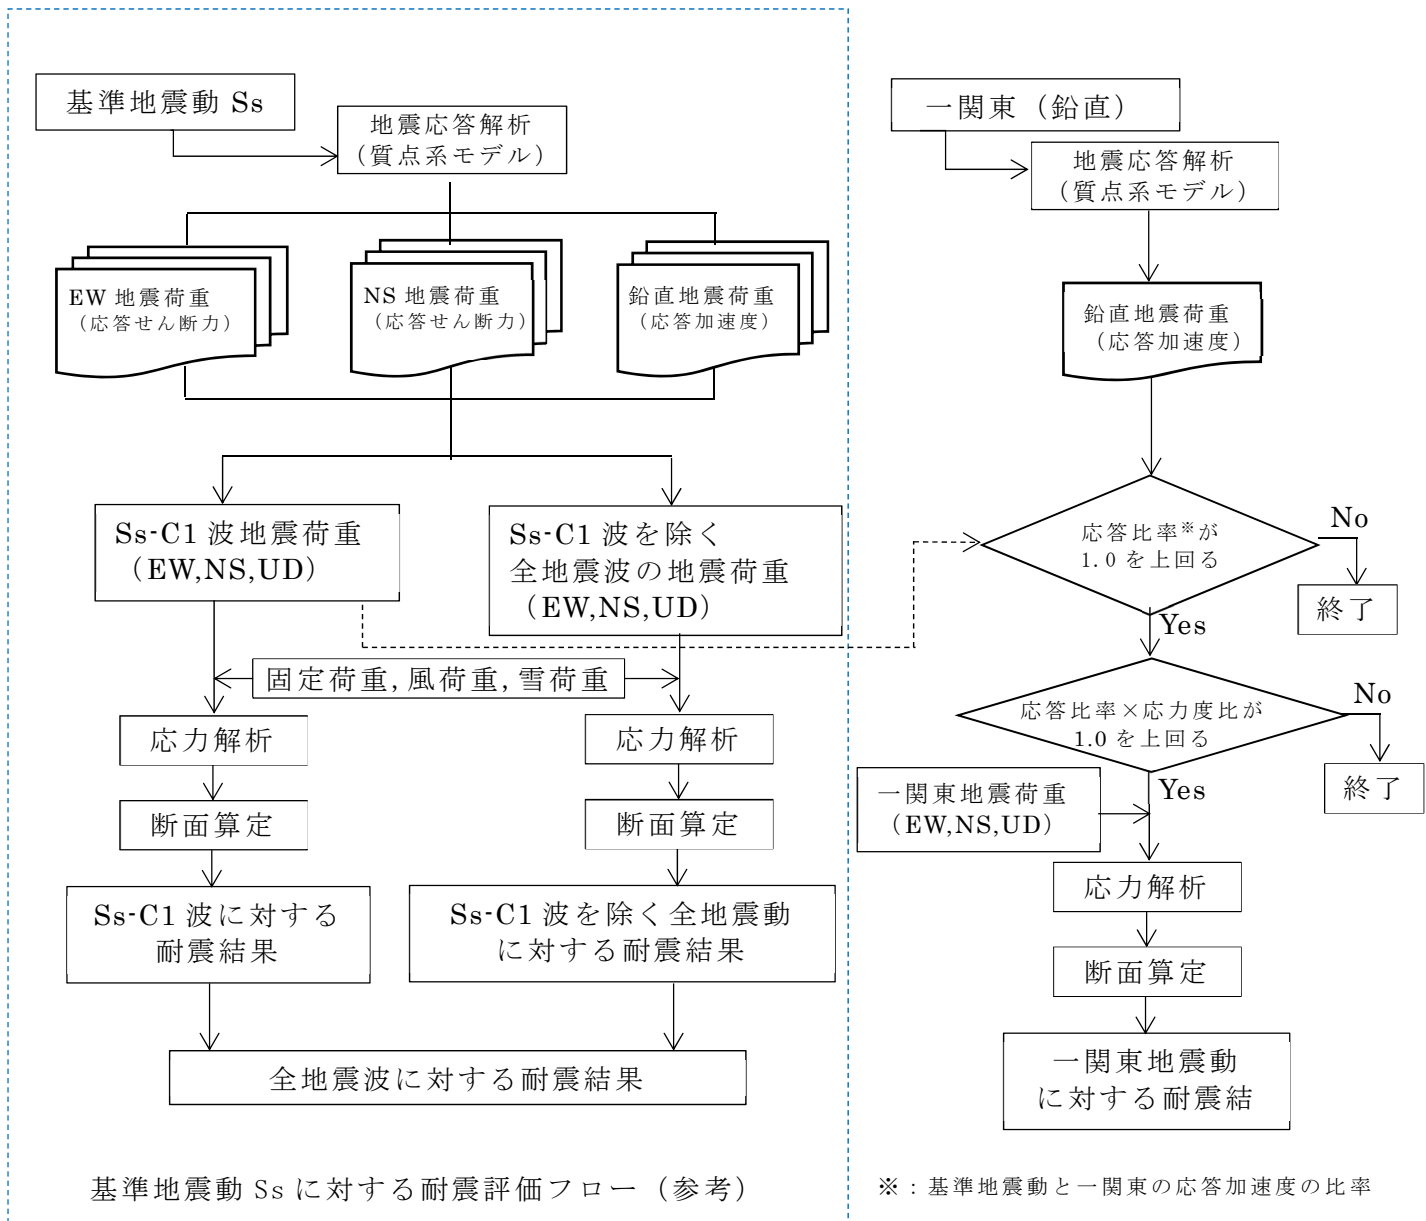 基準地震動 Ss
地震応答解析
（質点系モデル）
EW 地震荷重
（応答せん断力）
NS 地震荷重
（応答せん断力）
鉛直地震荷重
（応答加速度）
Ss-C1 波地震荷重
（EW,NS,UD）
Ss-C1 波を除く
全地震波の地震荷重
（EW,NS,UD）
固定荷重,風荷重,雪荷重
応力解析
応力解析
断面算定
断面算定
Ss-C1 波に対する
耐震結果
Ss-C1 波を除く全地震動
に対する耐震結果
全地震波に対する耐震結果
基準地震動 Ss に対する耐震評価フロー（参考）
一関東（鉛直）
地震応答解析
（質点系モデル）
鉛直地震荷重
（応答加速度）
応答比率※が
1.0 を上回る
No
終了
Yes
応答比率×応力度比が
1.0 を上回る
No
終了
Yes
一関東地震荷重
（EW,NS,UD）
応力解析
断面算定
一関東地震動
に対する耐震結
※：基準地震動と一関東の応答加速度の比率